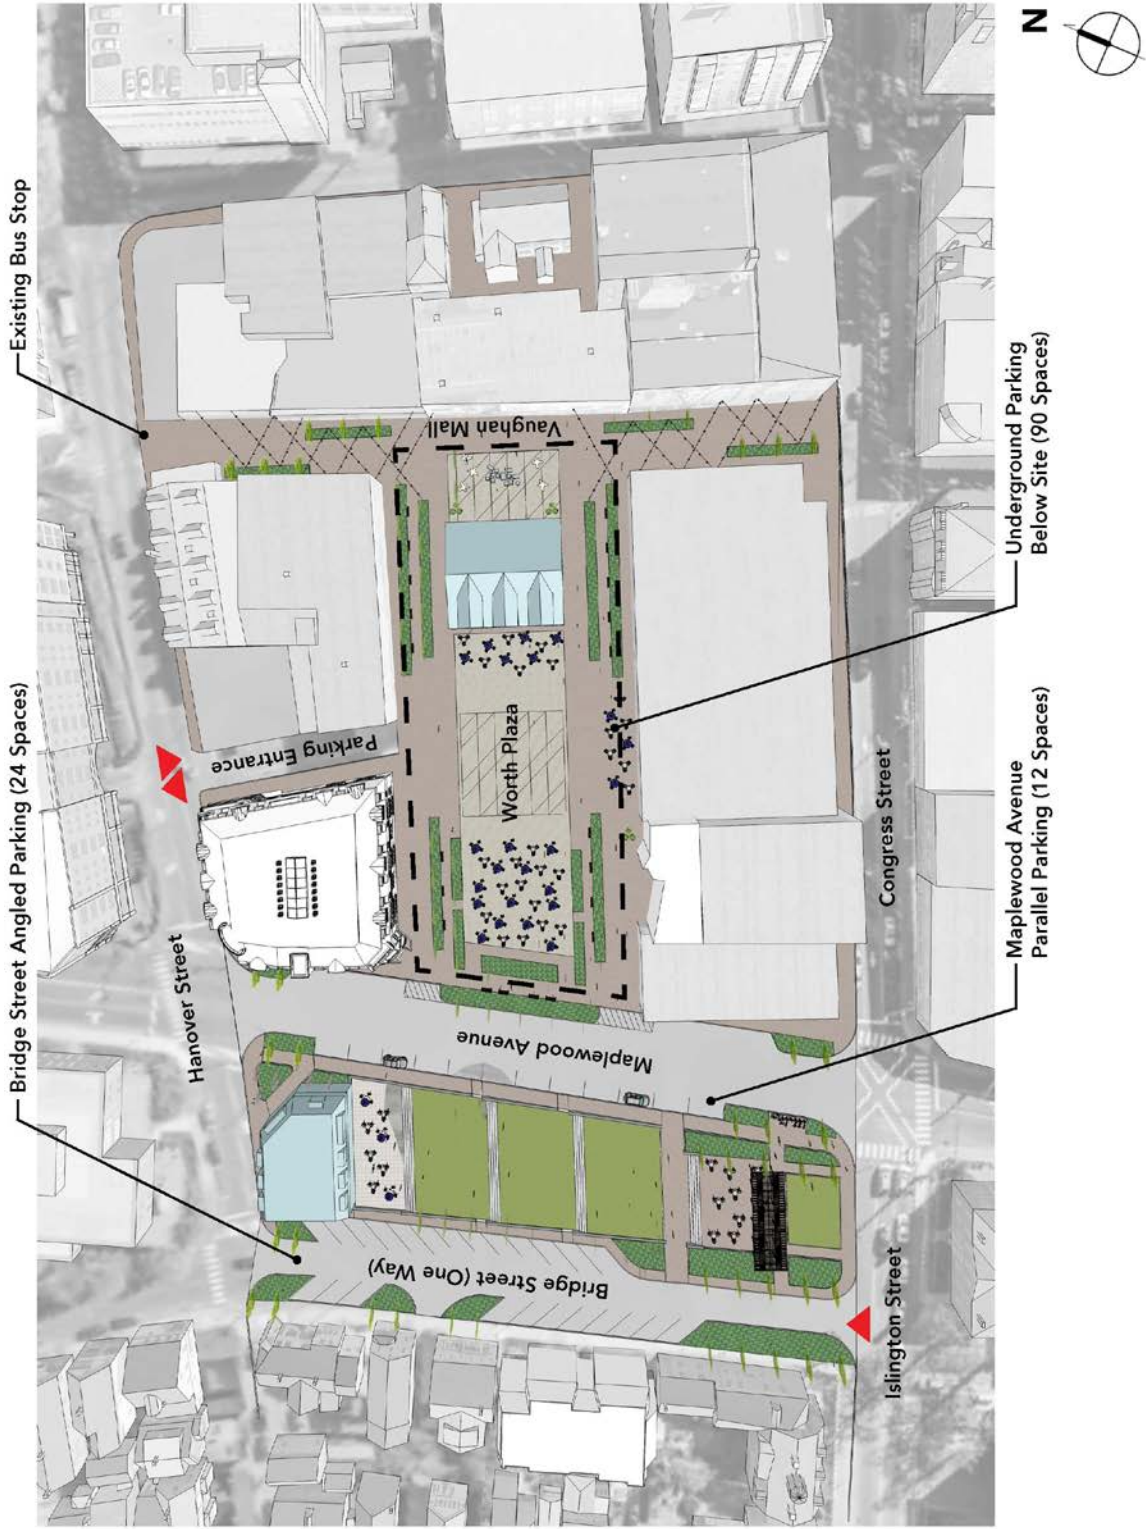 Bridge Street Angled Parking (24 Spaces)
Existing Bus Stop
Hanover Street
Parking Entrance
Vaughan Mall
Bridge Street (One Way)
Maplewood Avenue
Worth Plaza
Islington Street
Congress Street
Maplewood Avenue
Parallel Parking (12 Spaces)
Underground Parking
Below Site (90 Spaces)
N